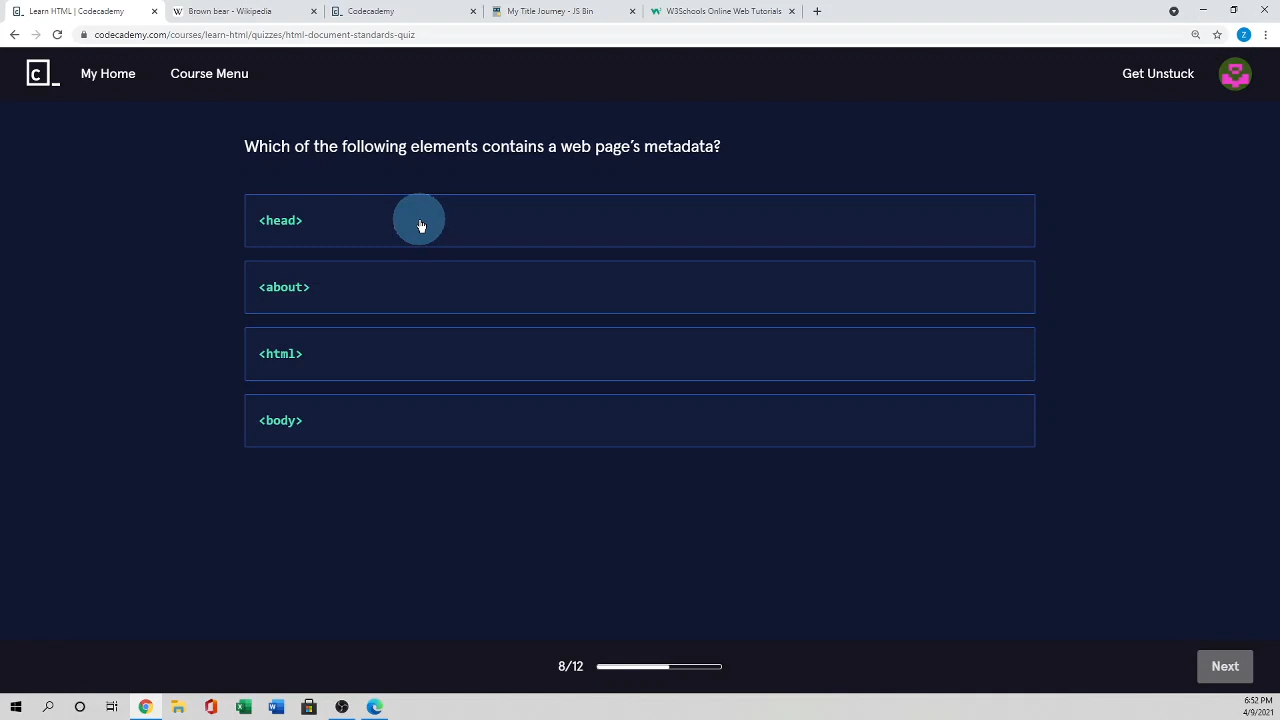 Learn HTML | Codecademy
Brown bear - Wikipedia
Codecademy
My Title Journey - JS Bin
W3Schools Online Web Tutorials
codecademy.com/courses/learn-html/quizzes/html-document-standards-quiz
Z
c_
My Home
Course Menu
Get Unstuck
Which of the following elements contains a web page's metadata?
<head>
<about>
<html>
<body>
8/12
Next
6:52 PM
4/9/2021